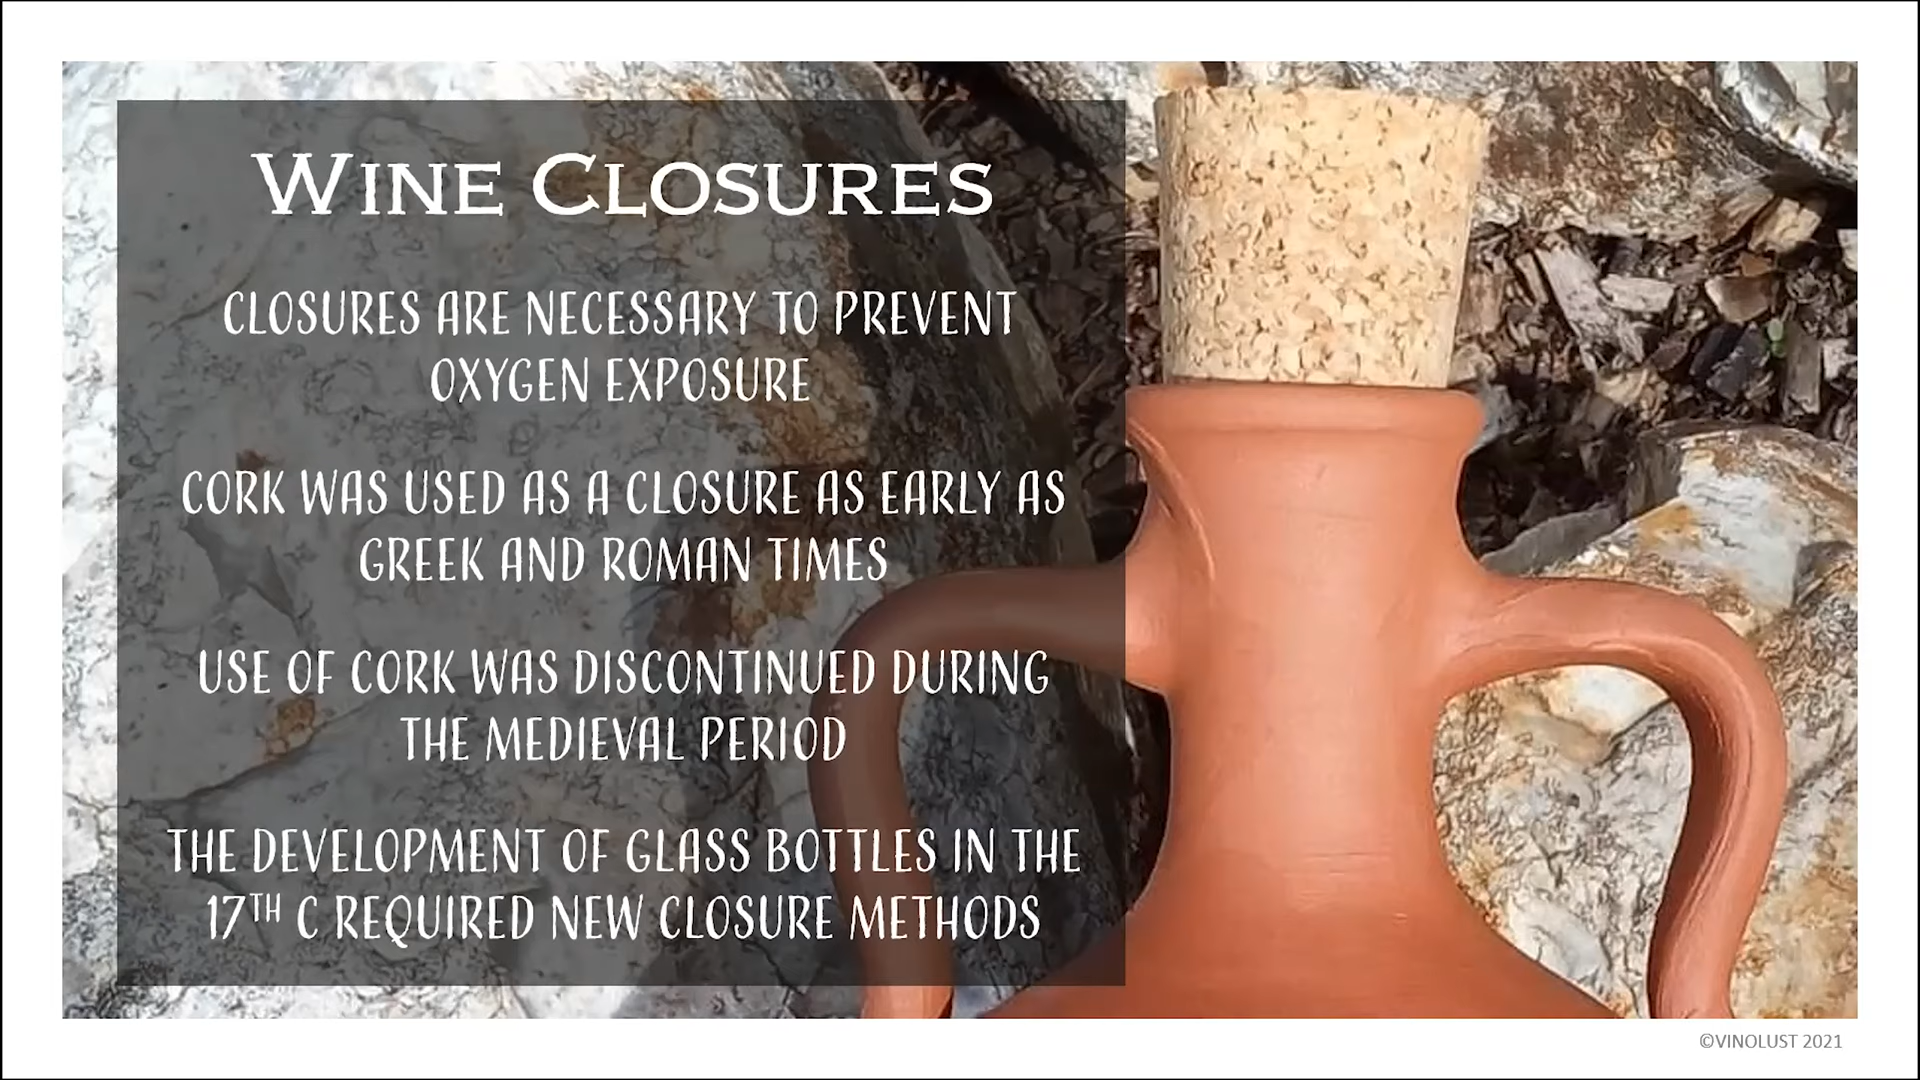 WINE CLOSURES
CLOSURES ARE NECESSARY TO PREVENT
OXYGEN EXPOSURE
CORK WAS USED AS A CLOSURE AS EARLY AS
GREEK AND ROMAN TIMES
USE OF CORK WAS DISCONTINUED DURING
THE MEDIEVAL PERIOD
THE DEVELOPMENT OF GLASS BOTTLES IN THE
17TH C REQUIRED NEW CLOSURE METHODS
©VINOLUST 2021